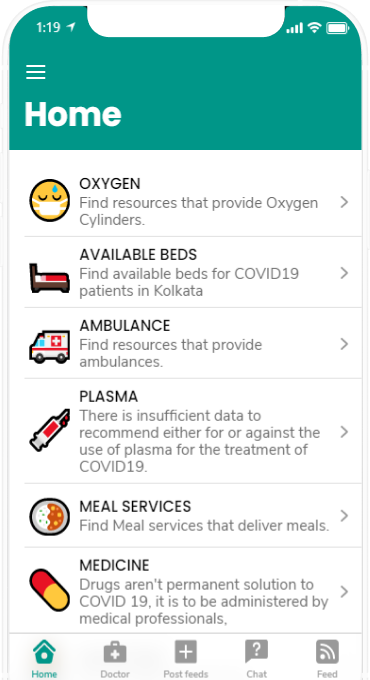 1:19
Home
OXYGEN
Find resources that provide Oxygen
Cylinders.
AVAILABLE BEDS
Find available beds for COVID19
patients in Kolkata
AMBULANCE
Find resources that provide
ambulances.
PLASMA
There is insufficient data to
recommend either for or against the
use of plasma for the treatment of
COVID19.
MEAL SERVICES
Find Meal services that deliver meals.
MEDICINE
Drugs aren't permanent solution to
COVID 19, it is to be administered by
medical professionals,
Home Doctor Post feeds Chat Feed